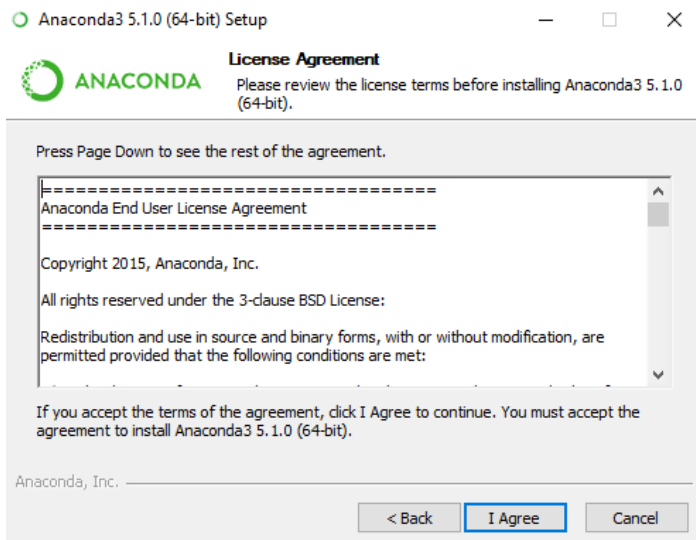 Anaconda3 5.1.0 (64-bit) Setup
ANACONDA
License Agreement
Please review the license terms before installing Anaconda3 5.1.0
(64-bit).
Press Page Down to see the rest of the agreement.
===================================
Anaconda End User License Agreement
===================================
Copyright 2015, Anaconda, Inc.
All rights reserved under the 3-clause BSD License:
Redistribution and use in source and binary forms, with or without modification, are
permitted provided that the following conditions are met:
If you accept the terms of the agreement, click I Agree to continue. You must accept the
agreement to install Anaconda3 5.1.0 (64-bit).
Anaconda, Inc.
< Back
I Agree
Cancel